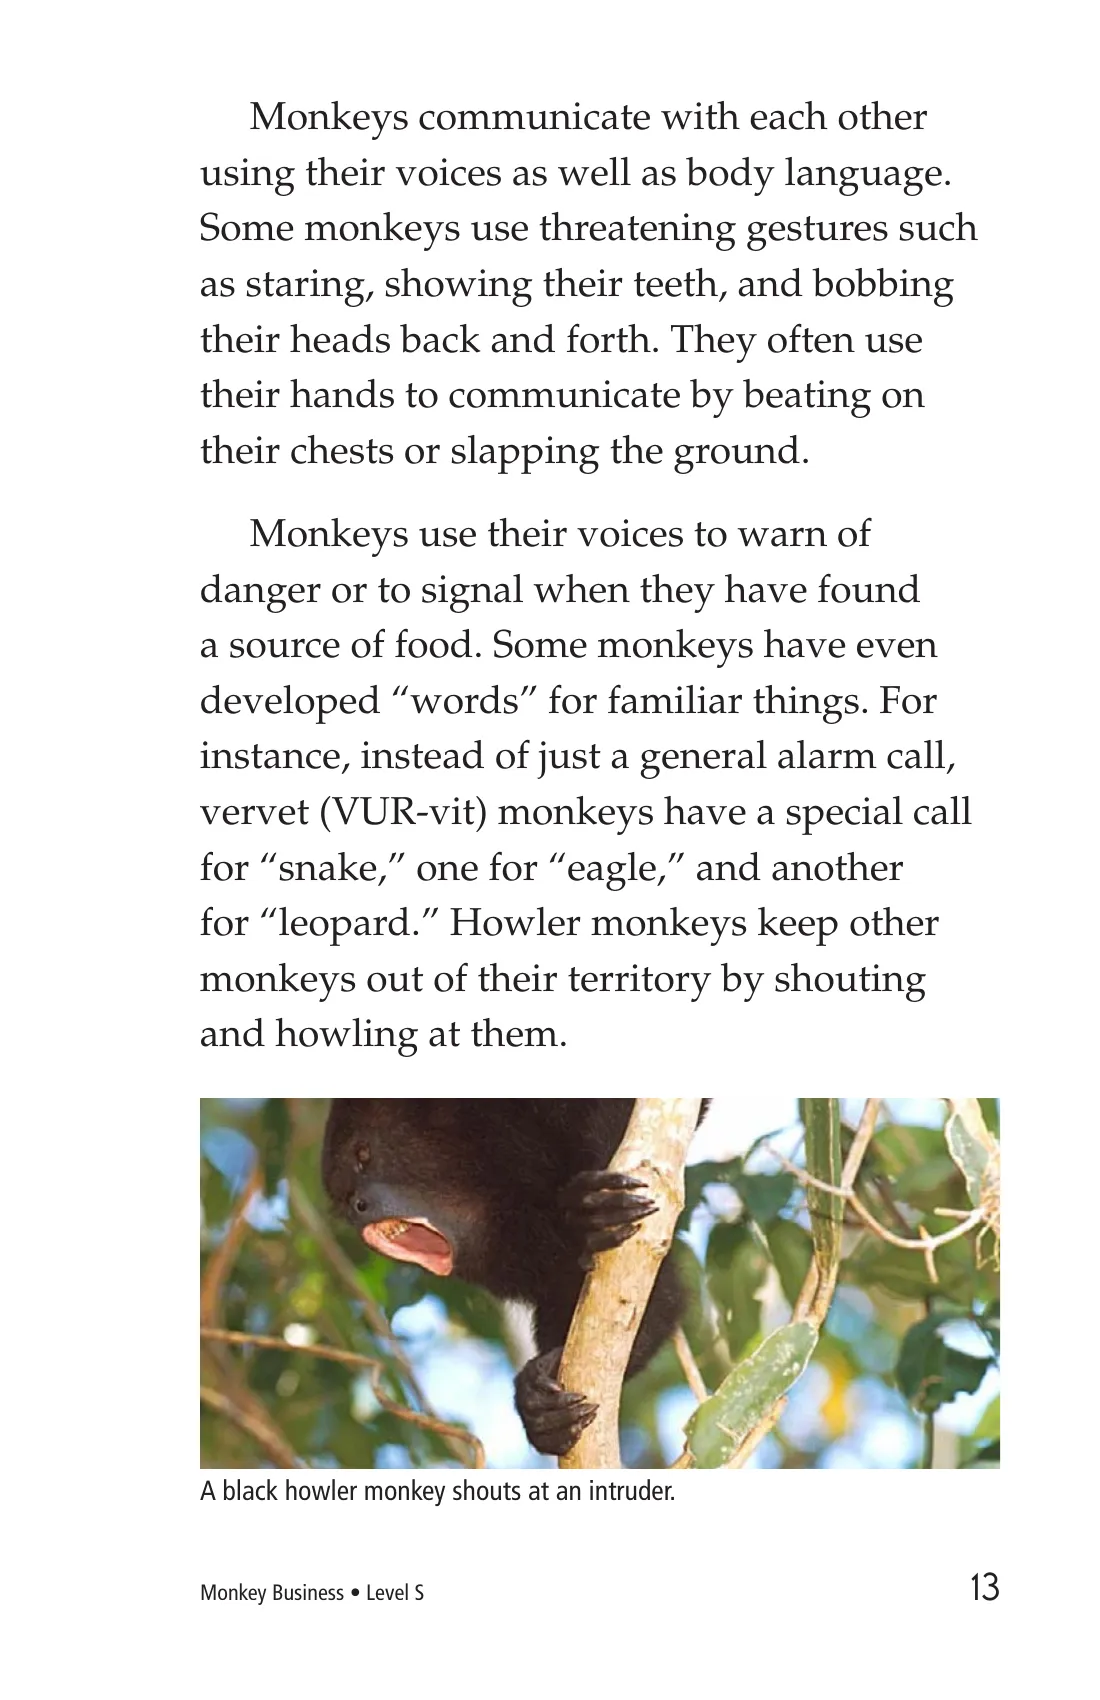 Monkeys communicate with each other
using their voices as well as body language.
Some monkeys use threatening gestures such
as staring, showing their teeth, and bobbing
their heads back and forth. They often use
their hands to communicate by beating on
their chests or slapping the ground.
Monkeys use their voices to warn of
danger or to signal when they have found
a source of food. Some monkeys have even
developed “words” for familiar things. For
instance, instead of just a general alarm call,
vervet (VUR-vit) monkeys have a special call
for “snake,” one for “eagle,” and another
for “leopard.” Howler monkeys keep other
monkeys out of their territory by shouting
and howling at them.
A black howler monkey shouts at an intruder.
Monkey Business • Level S
13